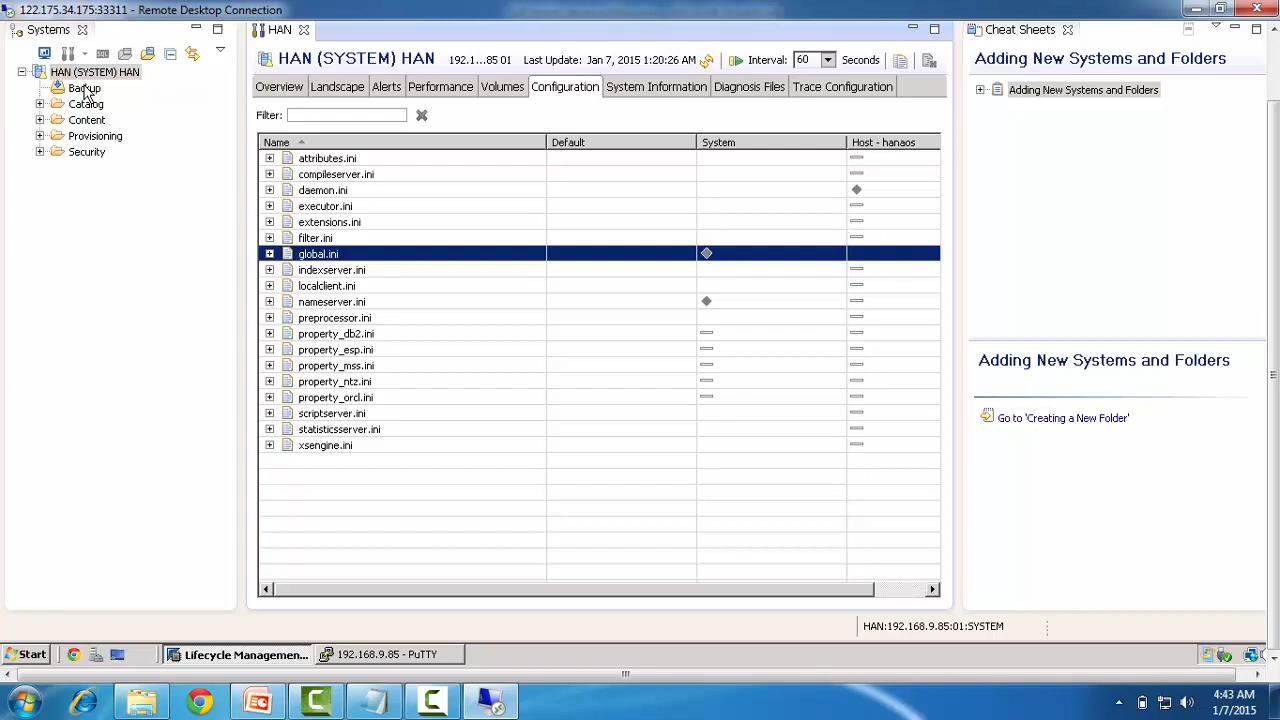 122.175.34.175:33311 - Remote Desktop Connection
Systems
HAN (SYSTEM) HAN
Backup
Catalog
Content
Provisioning
Security
HAN
HAN (SYSTEM) HAN
192.1...85 01
Last Update: Jan 7, 2015 1:20:26 AM
Interval:
60
Seconds
Overview
Landscape
Alerts
Performance
Volumes
Configuration
System Information
Diagnosis Files
Trace Configuration
Filter:
Name
Default
System
Host - hanaos
attributes.ini
compileserver.ini
daemon.ini
executor.ini
extensions.ini
filter.ini
global.ini
indexserver.ini
localclient.ini
nameserver.ini
preprocessor.ini
property_db2.ini
property_esp.ini
property_mss.ini
property_ntz.ini
property_orcl.ini
scriptserver.ini
statisticsserver.ini
xsengine.ini
Cheat Sheets
Adding New Systems and Folders
Adding New Systems and Folders
Adding New Systems and Folders
Go to 'Creating a New Folder'
HAN:192.168.9.85:01:SYSTEM
Start
Lifecycle Management...
192.168.9.85 - PuTTY
4:43 AM
1/7/2015